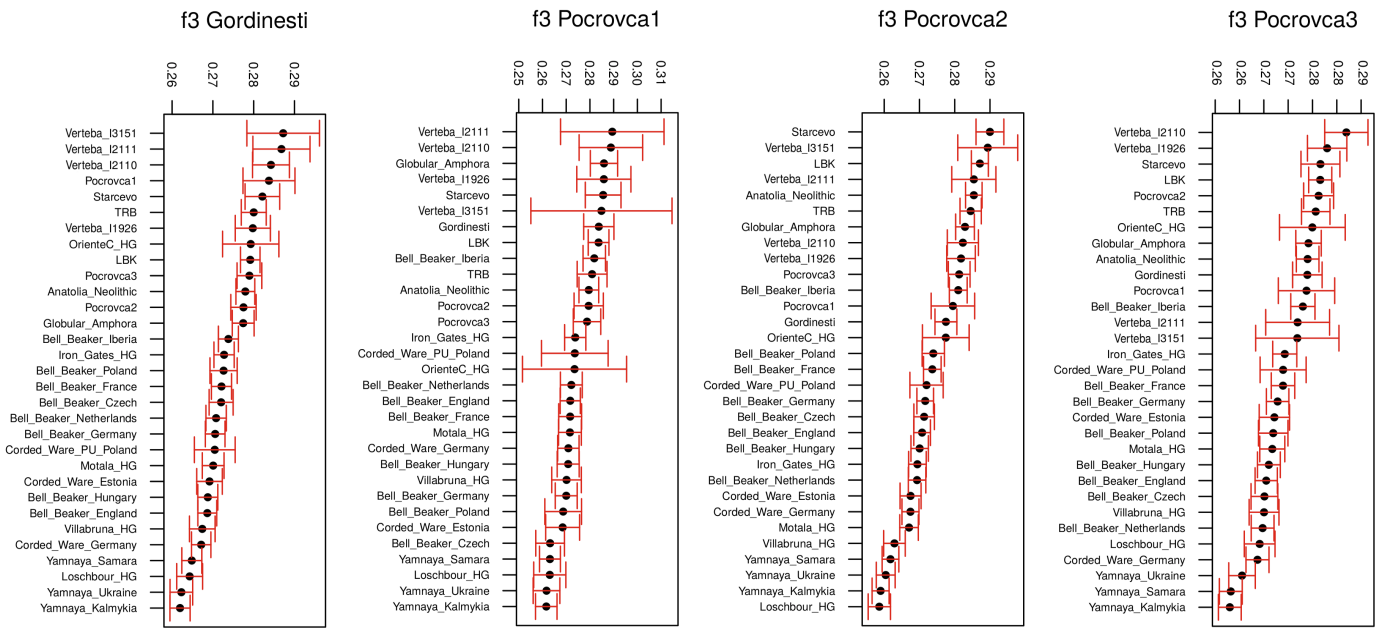 f3 Gordinesti
0.26 0.27 0.28 0.29
Verteba_I3151
Verteba_I2111
Verteba_I2110
Pocrovca1
Starcevo
TRB
Verteba_I1926
OrienteC_HG
LBK
Pocrovca3
Anatolia_Neolithic
Pocrovca2
Globular_Amphora
Bell_Beaker_Iberia
Iron_Gates_HG
Bell_Beaker_Poland
Bell_Beaker_France
Bell_Beaker_Czech
Bell_Beaker_Netherlands
Bell_Beaker_Germany
Corded_Ware_PU_Poland
Motala_HG
Corded_Ware_Estonia
Bell_Beaker_Hungary
Bell_Beaker_England
Villabruna_HG
Corded_Ware_Germany
Yamnaya_Samara
Loschbour_HG
Yamnaya_Ukraine
Yamnaya_Kalmykia
f3 Pocrovca1
0.25 0.26 0.27 0.28 0.29 0.30 0.31
Verteba_I2111
Verteba_I2110
Globular_Amphora
Verteba_I1926
Starcevo
Verteba_I3151
Gordinesti
LBK
Bell_Beaker_Iberia
TRB
Anatolia_Neolithic
Pocrovca2
Pocrovca3
Iron_Gates_HG
Corded_Ware_PU_Poland
OrienteC_HG
Bell_Beaker_Netherlands
Bell_Beaker_England
Bell_Beaker_France
Motala_HG
Corded_Ware_Germany
Bell_Beaker_Hungary
Villabruna_HG
Bell_Beaker_Germany
Bell_Beaker_Poland
Corded_Ware_Estonia
Bell_Beaker_Czech
Yamnaya_Samara
Loschbour_HG
Yamnaya_Ukraine
Yamnaya_Kalmykia
f3 Pocrovca2
0.26 0.27 0.28 0.29
Starcevo
Verteba_I3151
LBK
Verteba_I2111
Anatolia_Neolithic
TRB
Globular_Amphora
Verteba_I2110
Verteba_I1926
Pocrovca3
Bell_Beaker_Iberia
Pocrovca1
Gordinesti
OrienteC_HG
Bell_Beaker_Poland
Bell_Beaker_France
Corded_Ware_PU_Poland
Bell_Beaker_Germany
Bell_Beaker_Czech
Bell_Beaker_England
Bell_Beaker_Hungary
Iron_Gates_HG
Bell_Beaker_Netherlands
Corded_Ware_Estonia
Corded_Ware_Germany
Motala_HG
Villabruna_HG
Yamnaya_Samara
Yamnaya_Ukraine
Yamnaya_Kalmykia
Loschbour_HG
f3 Pocrovca3
0.26 0.26 0.27 0.27 0.28 0.28 0.29
Verteba_I2110
Verteba_I1926
Starcevo
LBK
Pocrovca2
TRB
OrienteC_HG
Globular_Amphora
Anatolia_Neolithic
Gordinesti
Pocrovca1
Bell_Beaker_Iberia
Verteba_I2111
Verteba_I3151
Iron_Gates_HG
Corded_Ware_PU_Poland
Bell_Beaker_France
Bell_Beaker_Germany
Corded_Ware_Estonia
Bell_Beaker_Poland
Motala_HG
Bell_Beaker_Hungary
Bell_Beaker_England
Bell_Beaker_Czech
Villabruna_HG
Bell_Beaker_Netherlands
Loschbour_HG
Corded_Ware_Germany
Yamnaya_Ukraine
Yamnaya_Samara
Yamnaya_Kalmykia